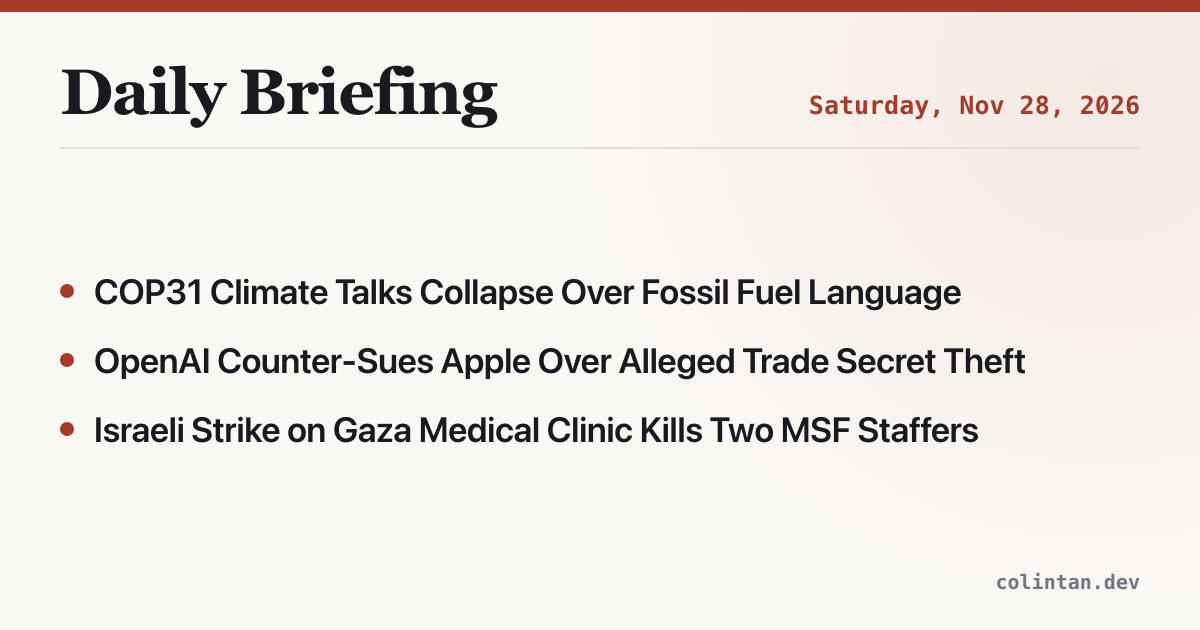 Daily Briefing
Saturday, Nov 28, 2026
COP31 Climate Talks Collapse Over Fossil Fuel Language
OpenAI Counter-Sues Apple Over Alleged Trade Secret Theft
Israeli Strike on Gaza Medical Clinic Kills Two MSF Staffers
colintan.dev